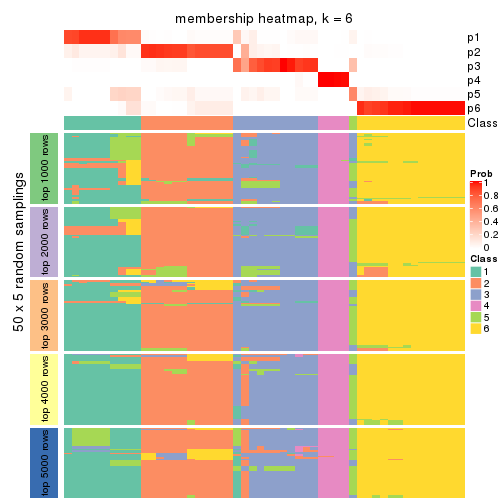 membership heatmap, k = 6
p1
p2
p3
p4
p5
p6
Class
50 x 5 random samplings
top 1000 rows
top 2000 rows
top 3000 rows
top 4000 rows
top 5000 rows
Prob
1
0.8
0.6
0.4
0.2
0
Class
1
2
3
4
5
6